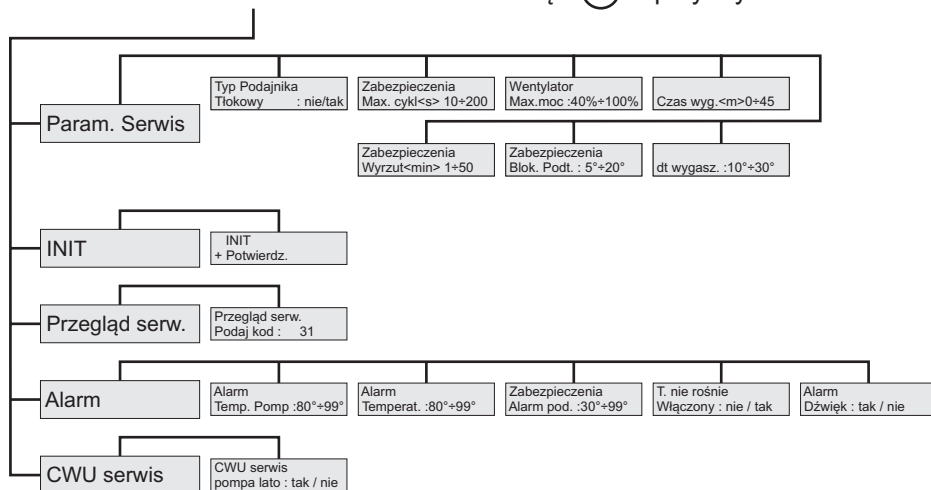 Param. Serwis
Typ Podajnika
Tłokowy : nie/tak
Zabezpieczenia
Max. cykl<s> 10÷200
Wentylator
Max.moc :40%÷100%
Czas wyg.<m>0÷45
Zabezpieczenia
Wyrzut<min> 1÷50
Zabezpieczenia
Blok. Podt. : 5°÷20°
dt wygasz. :10°÷30°
INIT
INIT
+ Potwierdz.
Przegląd serw.
Przegląd serw.
Podaj kod : 31
Alarm
Alarm
Temp. Pomp :80°÷99°
Alarm
Temperat. :80°÷99°
Zabezpieczenia
Alarm pod. :30°÷99°
T. nie rośnie
Włączony : nie / tak
Alarm
Dźwięk : tak / nie
CWU serwis
CWU serwis
pompa lato : tak / nie